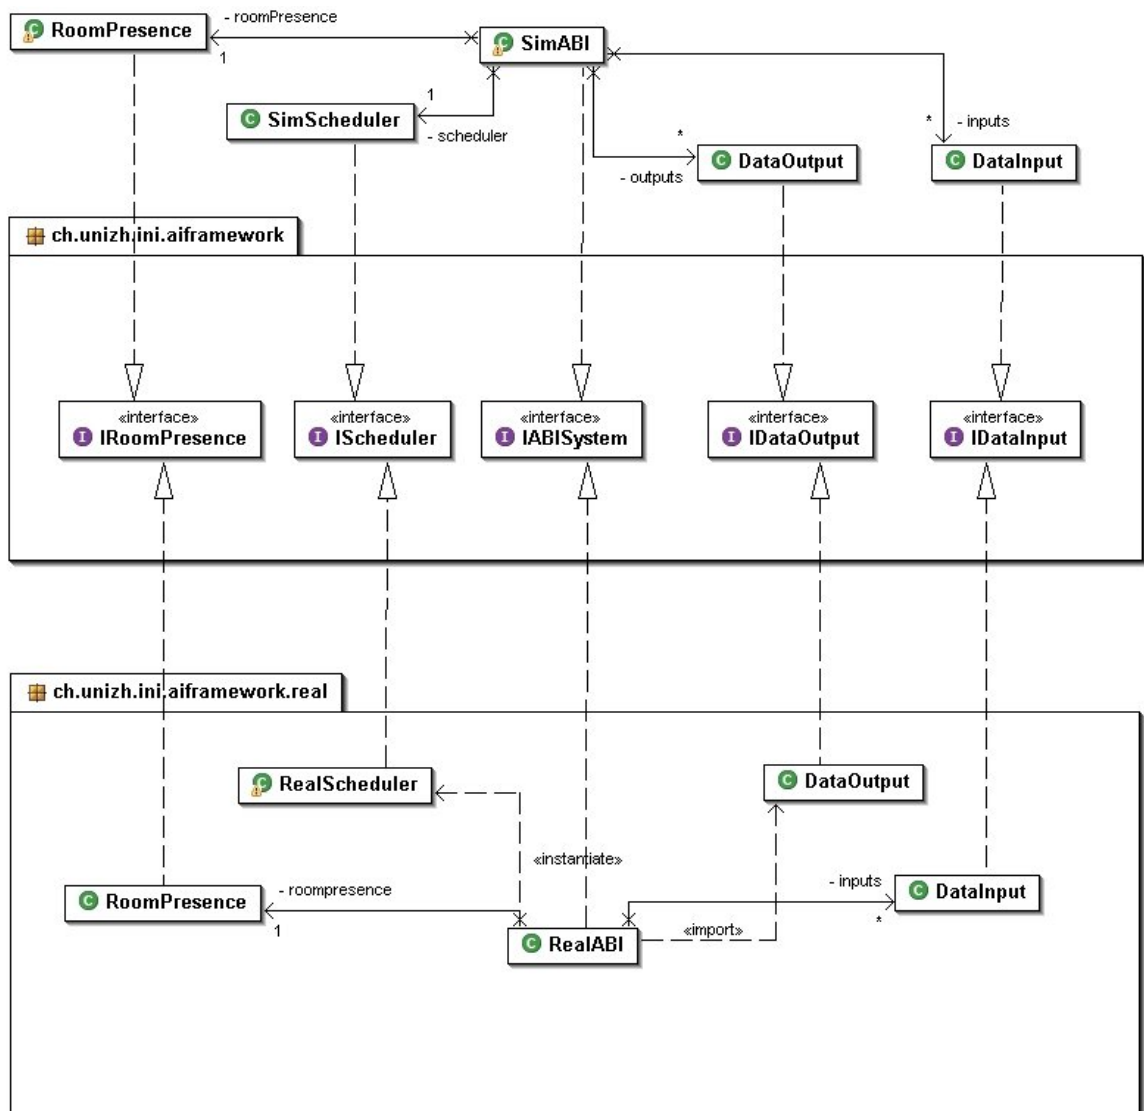 - roomPresence
RoomPresence
1
SimABI
1
SimScheduler
- scheduler
*
- outputs
DataOutput
* - inputs
DataInput
ch.unizh.ini.aiframework
«interface»
IRoomPresence
«interface»
IScheduler
«interface»
IABISystem
«interface»
IDataOutput
«interface»
IDataInput
ch.unizh.ini.aiframework.real
RealScheduler
DataOutput
«instantiate»
RoomPresence
- roompresence
1
- inputs
*
DataInput
«import»
RealABI